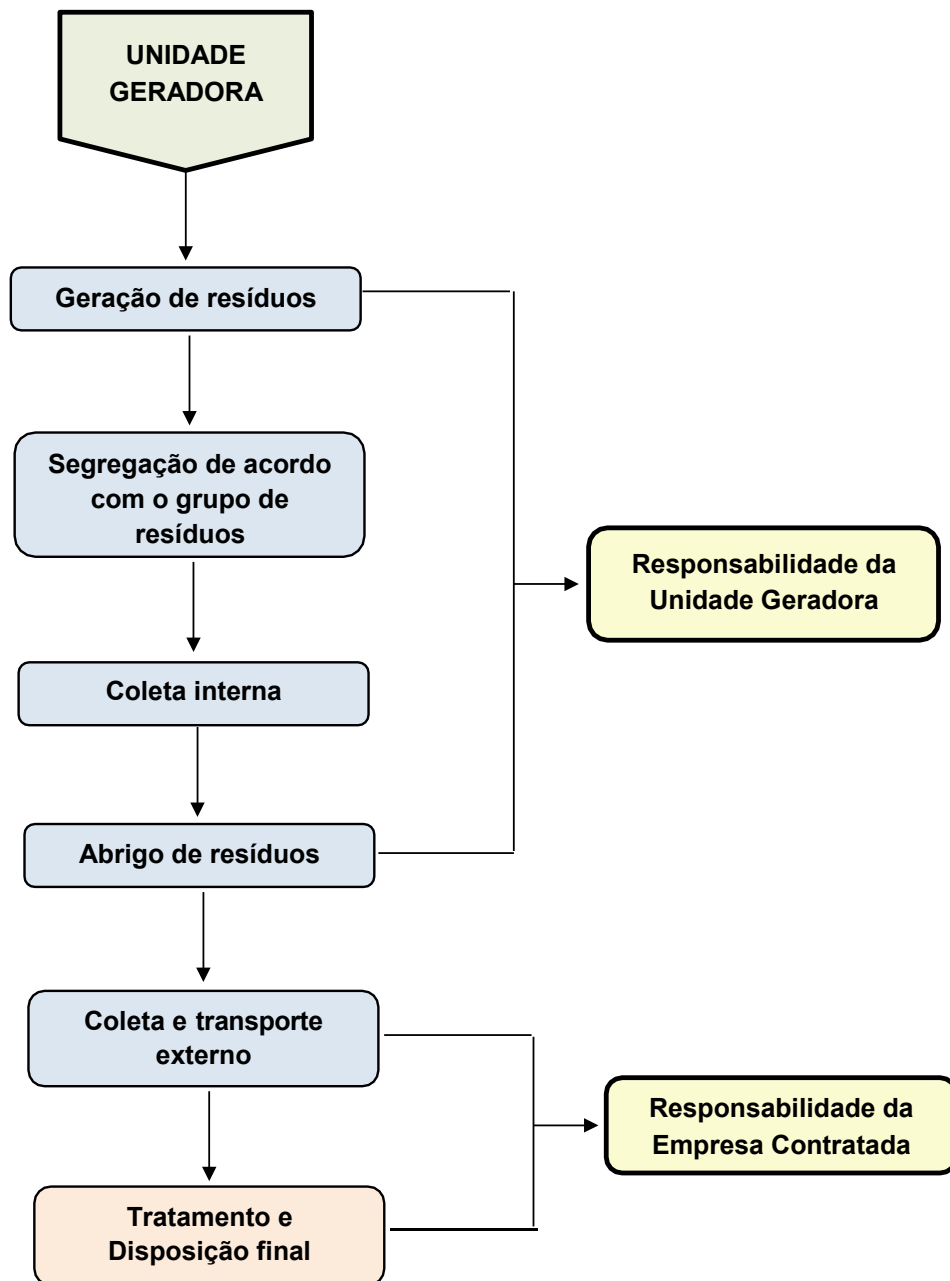 UNIDADE
GERADORA
Geração de resíduos
Segregação de acordo
com o grupo de
resíduos
Responsabilidade da
Unidade Geradora
Coleta interna
Abrigo de resíduos
Coleta e transporte
externo
Responsabilidade da
Empresa Contratada
Tratamento e
Disposição final